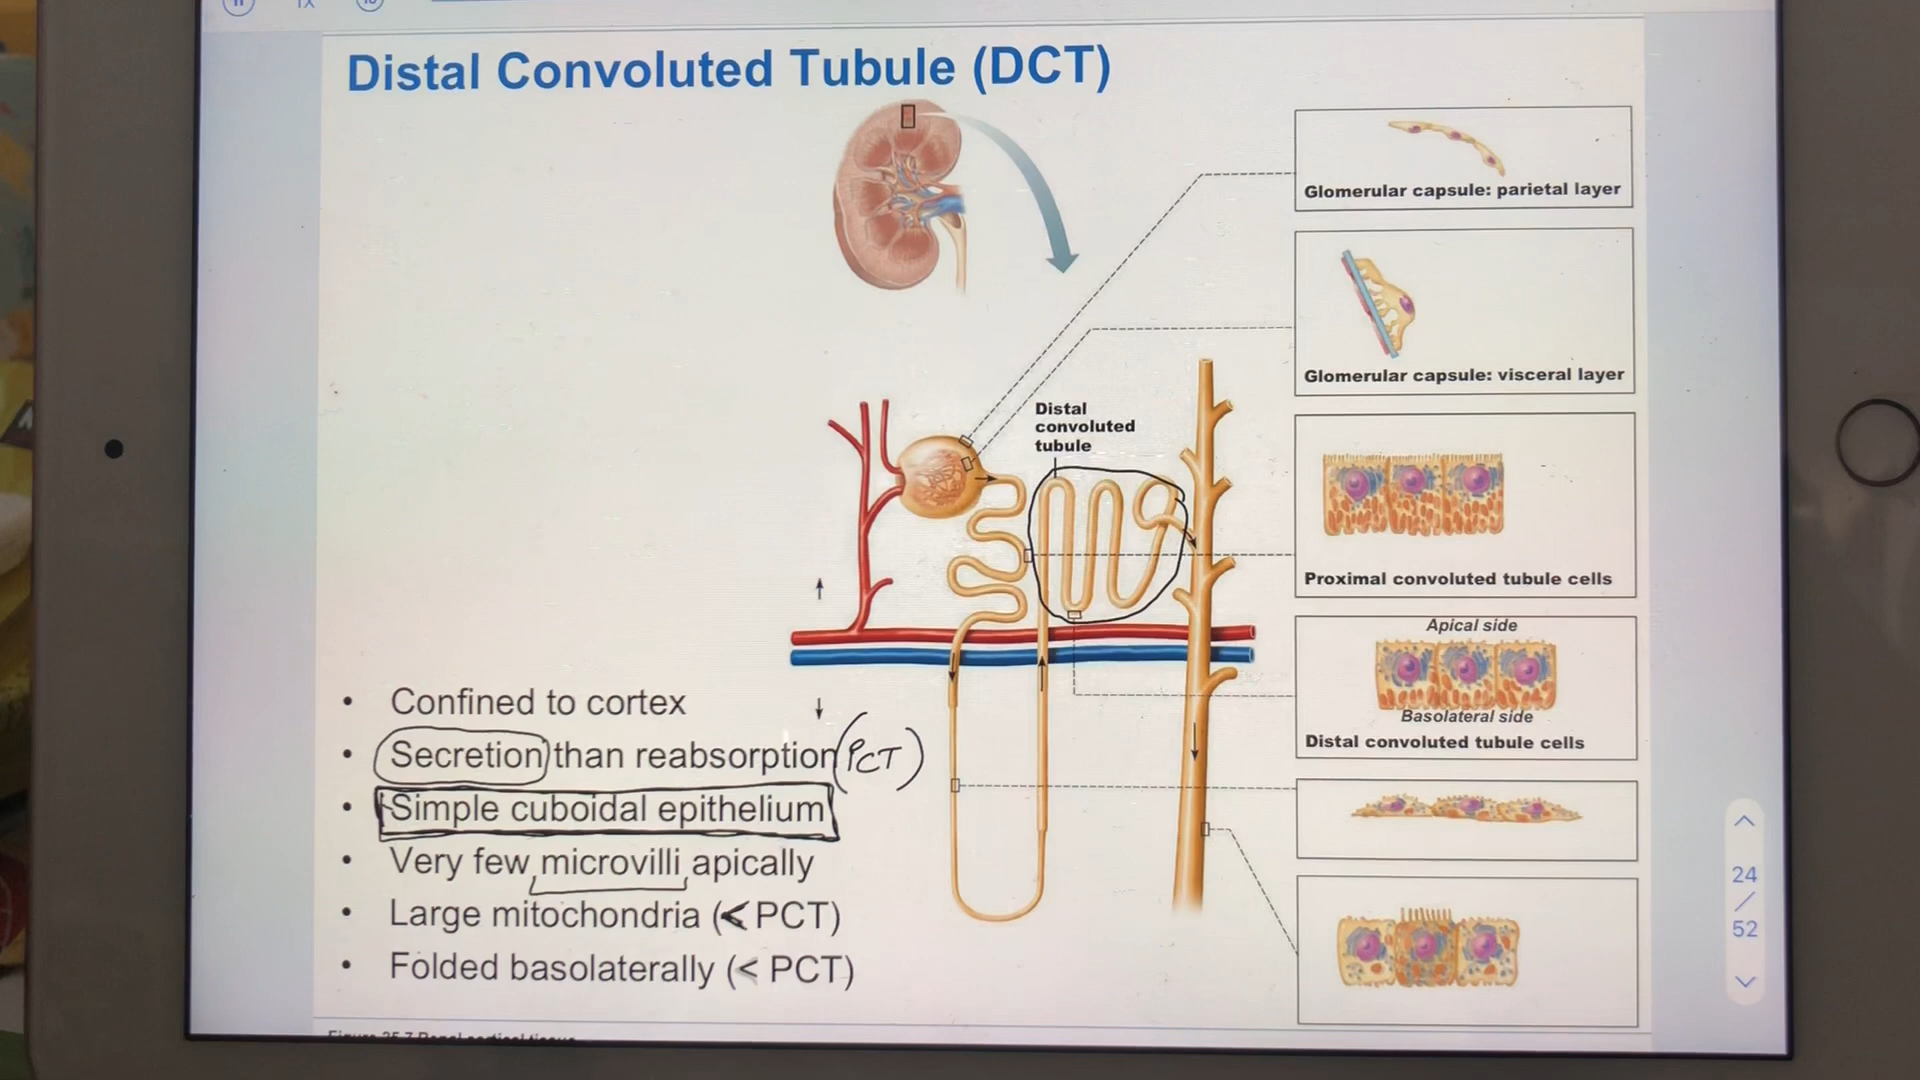 1x
Distal Convoluted Tubule (DCT)
Glomerular capsule: parietal layer
Glomerular capsule: visceral layer
Distal
convoluted
tubule
Proximal convoluted tubule cells
Apical side
Basolateral side
Distal convoluted tubule cells
• Confined to cortex
• Secretion than reabsorption (PCT)
• Simple cuboidal epithelium
• Very few microvilli apically
• Large mitochondria (< PCT)
• Folded basolaterally (< PCT)
24
/
52